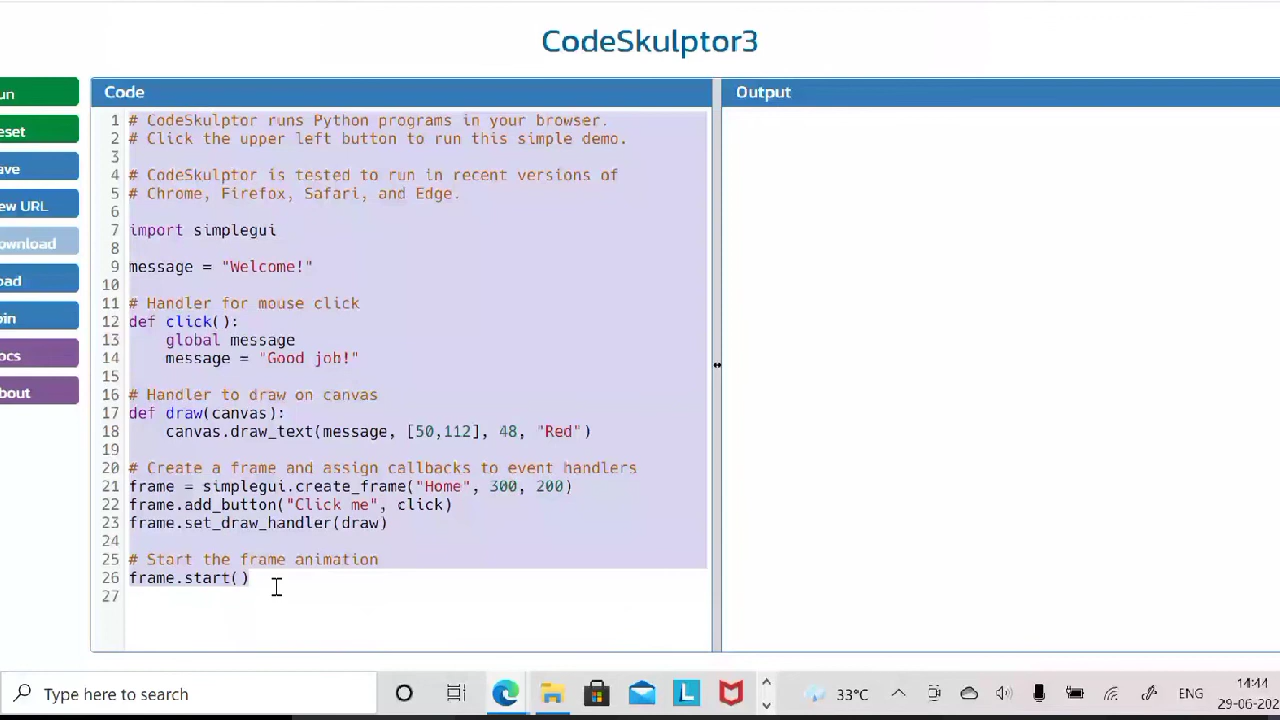 CodeSkulptor3
un
eset
ave
ew URL
ownload
oad
oin
ocs
bout
Code
1 # CodeSkulptor runs Python programs in your browser.
2 # Click the upper left button to run this simple demo.
3
4 # CodeSkulptor is tested to run in recent versions of
5 # Chrome, Firefox, Safari, and Edge.
6
7 import simplegui
8
9 message = "Welcome!"
10
11 # Handler for mouse click
12 def click():
13     global message
14     message = "Good job!"
15
16 # Handler to draw on canvas
17 def draw(canvas):
18     canvas.draw_text(message, [50,112], 48, "Red")
19
20 # Create a frame and assign callbacks to event handlers
21 frame = simplegui.create_frame("Home", 300, 200)
22 frame.add_button("Click me", click)
23 frame.set_draw_handler(draw)
24
25 # Start the frame animation
26 frame.start()
27
Output
Type here to search
L
33°C
ENG
14:44
29-06-202